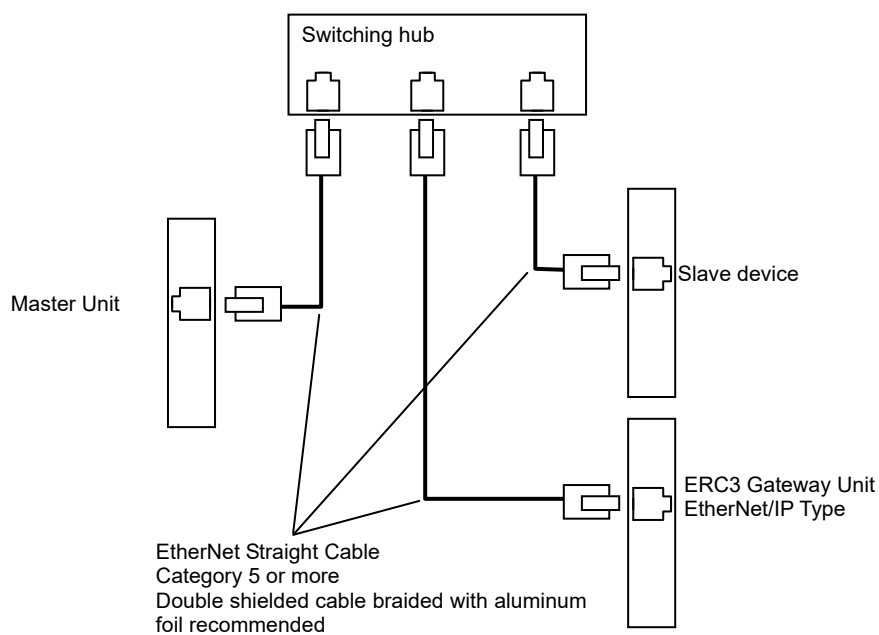 Switching hub
Master Unit
Slave device
ERC3 Gateway Unit
EtherNet/IP Type
EtherNet Straight Cable
Category 5 or more
Double shielded cable braided with aluminum
foil recommended